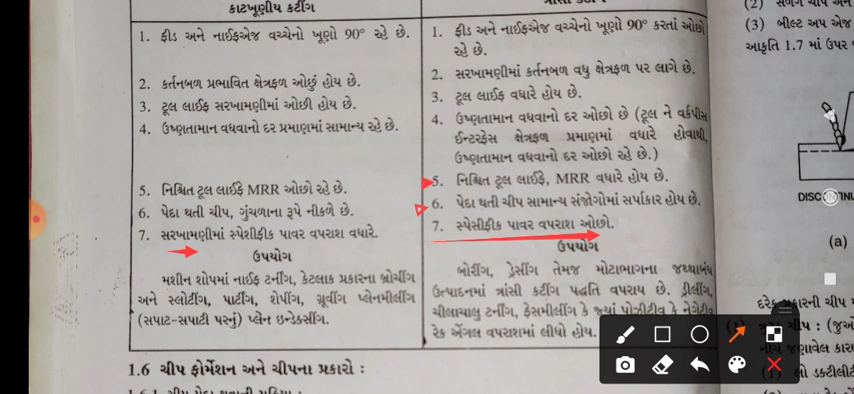 કાટખૂણીય કટીંગ
1. ફીડ અને નાઈફએજ વચ્ચેનો ખૂણો 90° રહે છે.
2. કર્તનબળ પ્રભાવિત ક્ષેત્રફળ ઓછું હોય છે.
3. ટૂલ લાઈફ સરખામણીમાં ઓછી હોય છે.
4. ઉષ્ણતામાન વધવાનો દર પ્રમાણમાં સામાન્ય રહે છે.
5. નિશ્ચિત ટૂલ લાઈફે MRR ઓછો રહે છે.
6. પેદા થતી ચીપ, ગુંચળાના રૂપે નીકળે છે.
7. સરખામણીમાં સ્પેશીફીક પાવર વપરાશ વધારે.
ઉપયોગ
મશીન શોપમાં નાઈફ ટર્નીંગ, કેટલાક પ્રકારના બ્રોચીંગ
અને સ્લોટીંગ, પાર્ટીંગ, શેપીંગ, ગ્રૂવીંગ પ્લેનમીલીંગ
(સપાટ-સપાટી પરનું) પ્લેન ઇન્ડેક્સીંગ.
1. ફીડ અને નાઈફએજ વચ્ચેનો ખૂણો 90° કરતાં ઓછો
રહે છે.
2. સરખામણીમાં કર્તનબળ વધુ ક્ષેત્રફળ પર લાગે છે.
3. ટૂલ લાઈફ વધારે હોય છે.
4. ઉષ્ણતામાન વધવાનો દર ઓછો છે (ટૂલ ને વર્કપીસ
ઈન્ટરફેસ ક્ષેત્રફળ પ્રમાણમાં વધારે હોવાથી,
ઉષ્ણતામાન વધવાનો દર ઓછો રહે છે.)
5. નિશ્ચિત ટૂલ લાઈફે, MRR વધારે હોય છે.
6. પેદા થતી ચીપ સામાન્ય સંજોગોમાં સર્પાકાર હોય છે.
7. સ્પેસીફીક પાવર વપરાશ ઓછો.
ઉપયોગ
બોરીંગ, ડ્રેસીંગ તેમજ મોટાભાગના જથ્થાબંધ
ઉત્પાદનમાં ત્રાંસી કટીંગ પદ્ધતિ વપરાય છે. ડ્રીલીંગ,
ચીલાચાલુ ટર્નીંગ, ફેસમીલીંગ કે જ્યાં પોઝીટીવ કે નેગેટીવ
રેક એંગલ વપરાશમાં લીધો હોય.
1.6 ચીપ ફોર્મેશન અને ચીપના પ્રકારો :
(3) બીલ્ટ અપ એજ
આકૃતિ 1.7 માં ઉપર
(a)